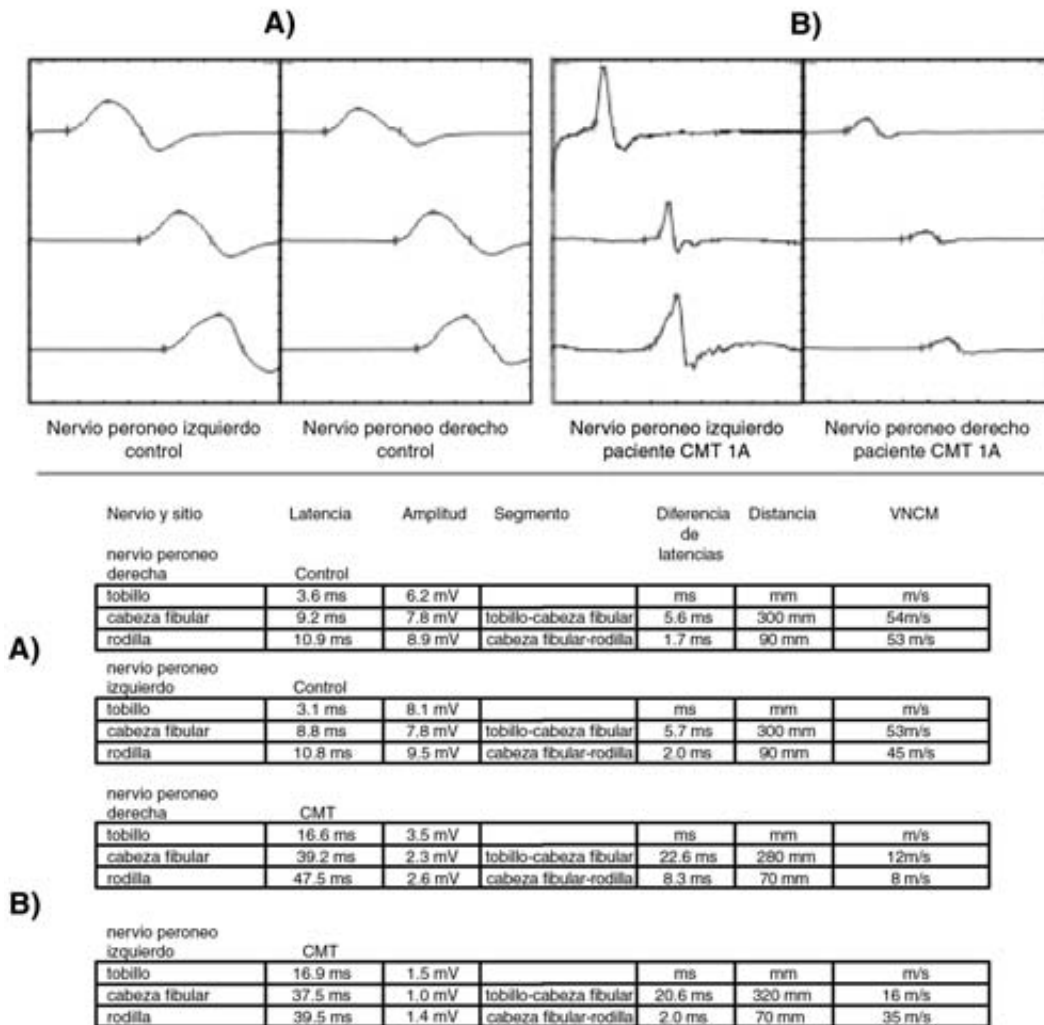 A) B)
Nervio peroneo izquierdo control
Nervio peroneo derecho control
Nervio peroneo izquierdo paciente CMT 1A
Nervio peroneo derecho paciente CMT 1A
Nervio y sitio Latencia Amplitud Segmento Diferencia de latencias Distancia VNCM
A)
nervio peroneo
derecha Control
tobillo 3.6 ms 6.2 mV ms mm m/s
cabeza fibular 9.2 ms 7.8 mV tobillo-cabeza fibular 5.6 ms 300 mm 54m/s
rodilla 10.9 ms 8.9 mV cabeza fibular-rodilla 1.7 ms 90 mm 53 m/s
nervio peroneo
izquierdo Control
tobillo 3.1 ms 8.1 mV ms mm m/s
cabeza fibular 8.8 ms 7.8 mV tobillo-cabeza fibular 5.7 ms 300 mm 53m/s
rodilla 10.8 ms 9.5 mV cabeza fibular-rodilla 2.0 ms 90 mm 45 m/s
B)
nervio peroneo
derecha CMT
tobillo 16.6 ms 3.5 mV ms mm m/s
cabeza fibular 39.2 ms 2.3 mV tobillo-cabeza fibular 22.6 ms 280 mm 12m/s
rodilla 47.5 ms 2.6 mV cabeza fibular-rodilla 8.3 ms 70 mm 8 m/s
nervio peroneo
izquierdo CMT
tobillo 16.9 ms 1.5 mV ms mm m/s
cabeza fibular 37.5 ms 1.0 mV tobillo-cabeza fibular 20.6 ms 320 mm 16 m/s
rodilla 39.5 ms 1.4 mV cabeza fibular-rodilla 2.0 ms 70 mm 35 m/s